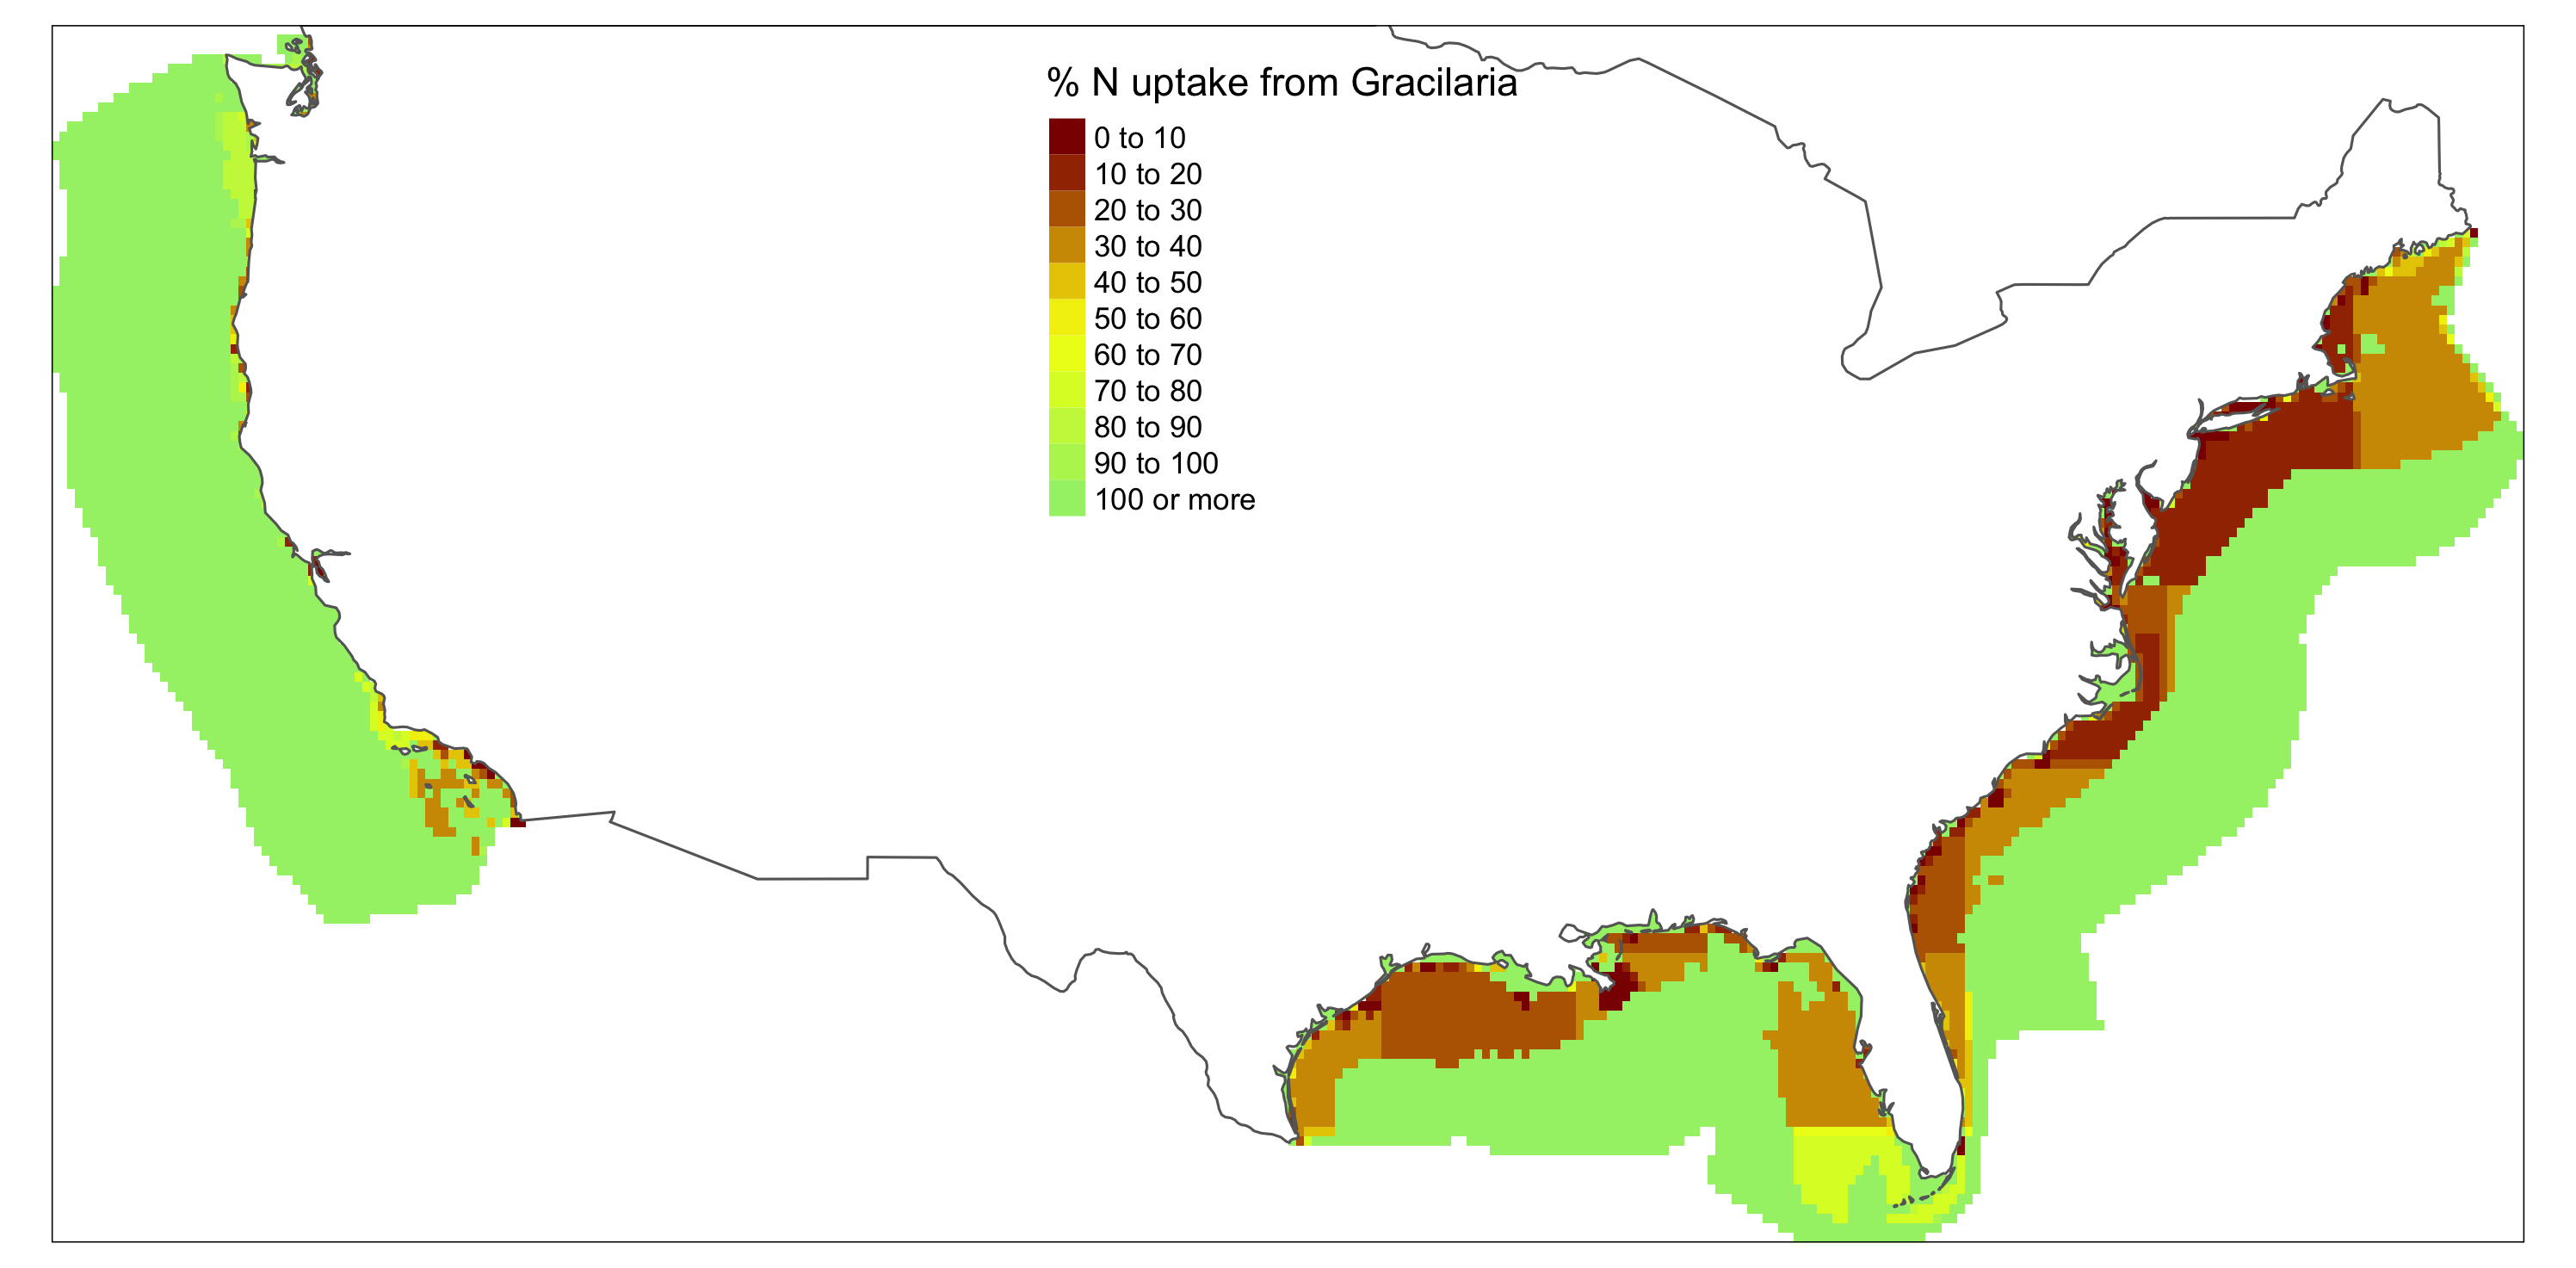 % N uptake from Gracilaria
0 to 10
10 to 20
20 to 30
30 to 40
40 to 50
50 to 60
60 to 70
70 to 80
80 to 90
90 to 100
100 or more